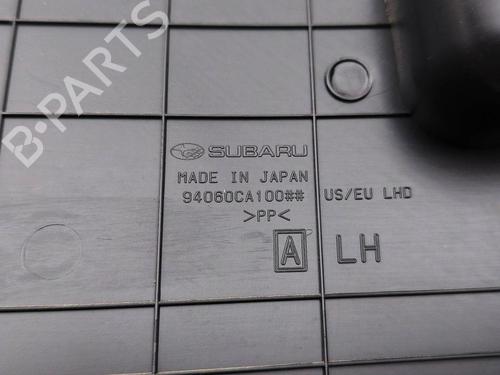 B-PARTS
SUBARU
MADE IN JAPAN
94060CA100## US/EU LHD
>PP<
A LH